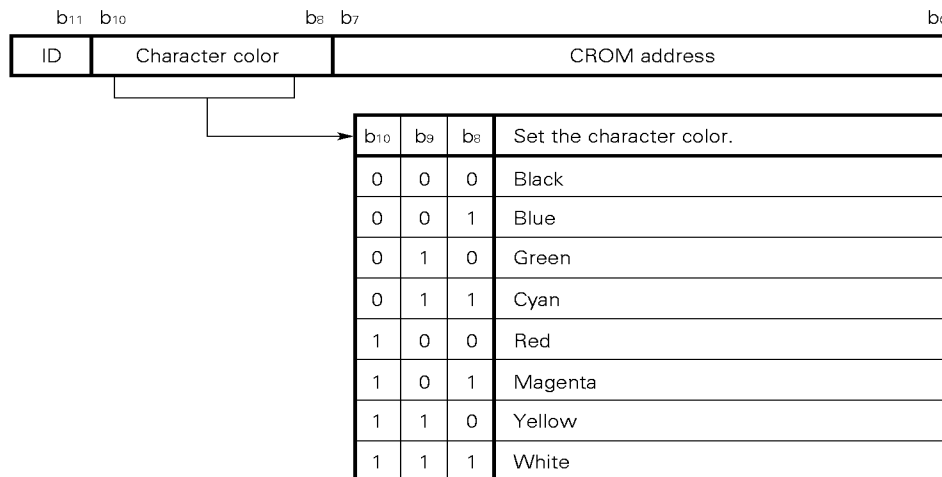 b11 b10 b8 b7 b0
ID Character color CROM address
b10 b9 b8 Set the character color.
0 0 0 Black
0 0 1 Blue
0 1 0 Green
0 1 1 Cyan
1 0 0 Red
1 0 1 Magenta
1 1 0 Yellow
1 1 1 White